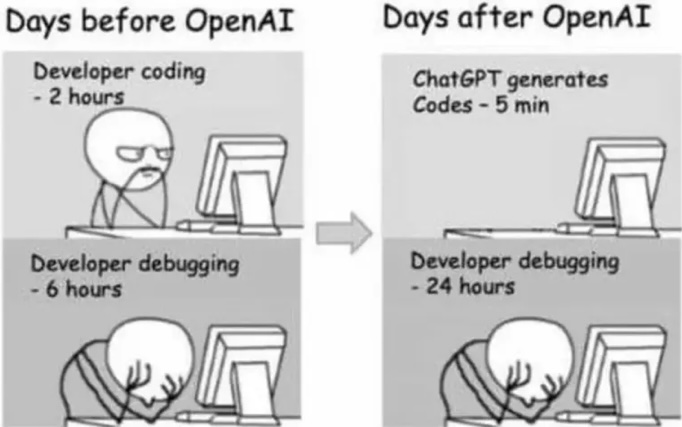 Days before OpenAI
Developer coding
- 2 hours
Developer debugging
- 6 hours
Days after OpenAI
ChatGPT generates
Codes - 5 min
Developer debugging
- 24 hours